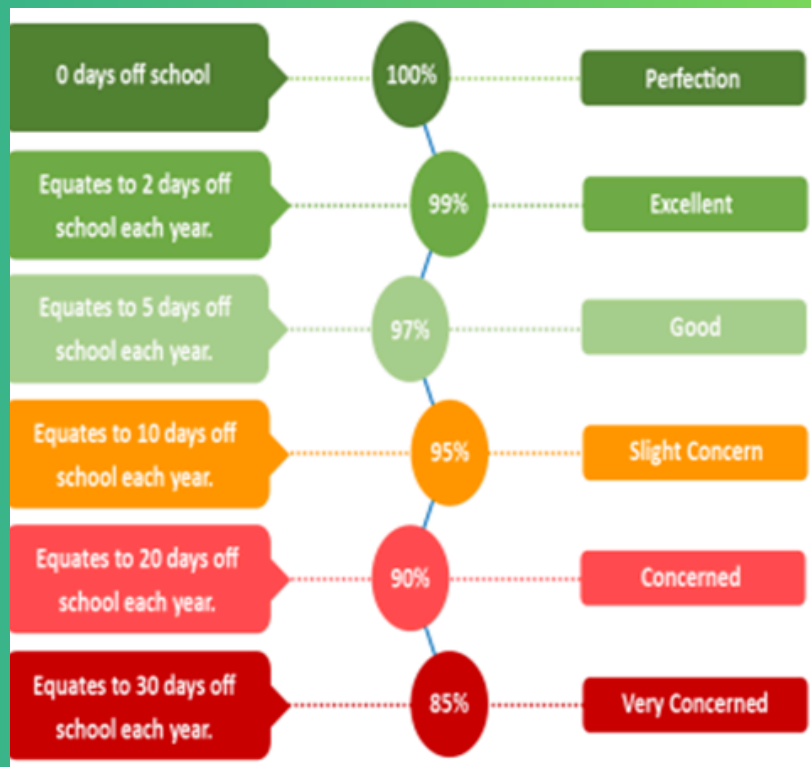 0 days off school
100%
Perfection
Equates to 2 days off
school each year.
99%
Excellent
Equates to 5 days off
school each year.
97%
Good
Equates to 10 days off
school each year.
95%
Slight Concern
Equates to 20 days off
school each year.
90%
Concerned
Equates to 30 days off
school each year.
85%
Very Concerned